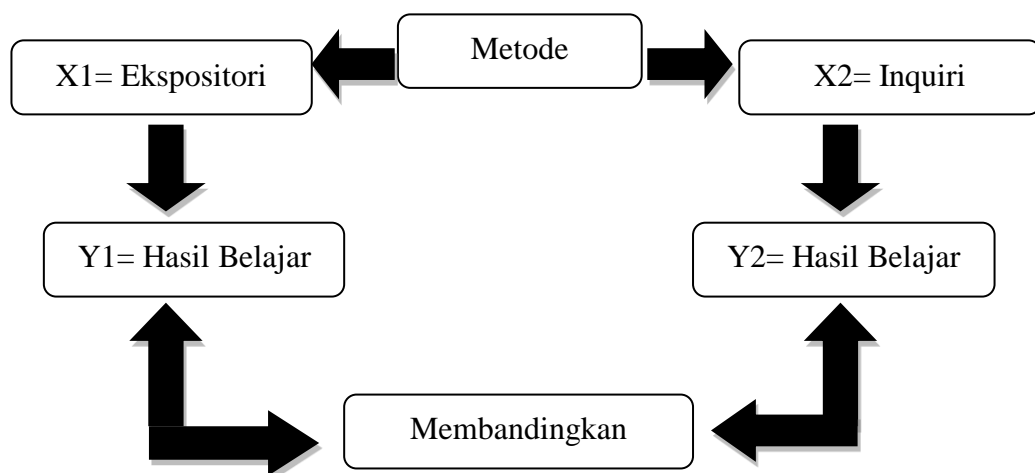 Metode
X1= Ekspositori
X2= Inquiri
Y1= Hasil Belajar
Y2= Hasil Belajar
Membandingkan